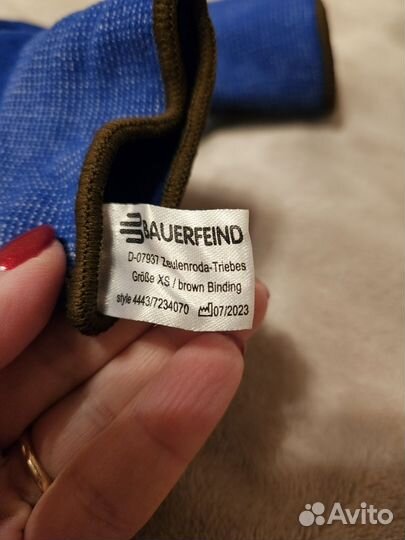 BAUERFEIND
D-07937 Zeulenroda-Triebes
Größe XS / brown Binding
style 4443/7234070 07/2023
Avito